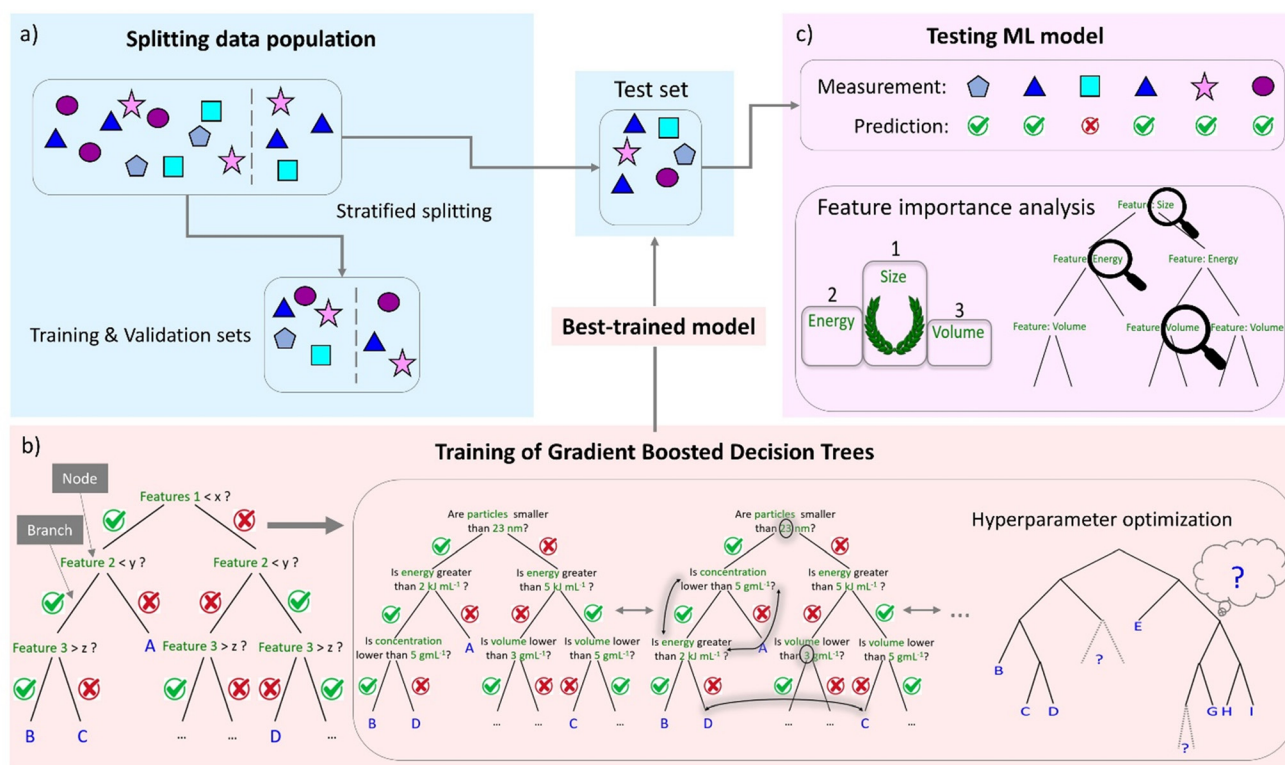 a)
Splitting data population
Stratified splitting
Training & Validation sets
Test set
Best-trained model
c)
Testing ML model
Measurement:
Prediction:
Feature importance analysis
1
Size
2
Energy
3
Volume
Feature: Size
Feature: Energy
Feature: Energy
Feature: Volume
Feature: Volume
Feature: Volume
b)
Training of Gradient Boosted Decision Trees
Node
Branch
Features 1 < x ?
Feature 2 < y ?
Feature 2 < y ?
Feature 3 > z ?
A
Feature 3 > z ?
Feature 3 > z ?
B
C
...
...
D
...
Are particles smaller
than 23 nm?
Is energy greater
than 2 kJ mL⁻¹ ?
Is energy greater
than 5 kJ mL⁻¹ ?
Is concentration
lower than 5 gmL⁻¹?
A
Is volume lower
than 3 gmL⁻¹?
Is volume lower
than 5 gmL⁻¹?
B
D
...
...
C
...
Are particles smaller
than 23 nm?
Is concentration
lower than 5 gmL⁻¹?
Is energy greater
than 5 kJ mL⁻¹ ?
Is energy greater
than 2 kJ mL⁻¹ ?
A
Is volume lower
than 3 gmL⁻¹?
Is volume lower
than 5 gmL⁻¹?
B
D
...
...
C
...
...
Hyperparameter optimization
?
E
B
?
C
D
G
H
I
?